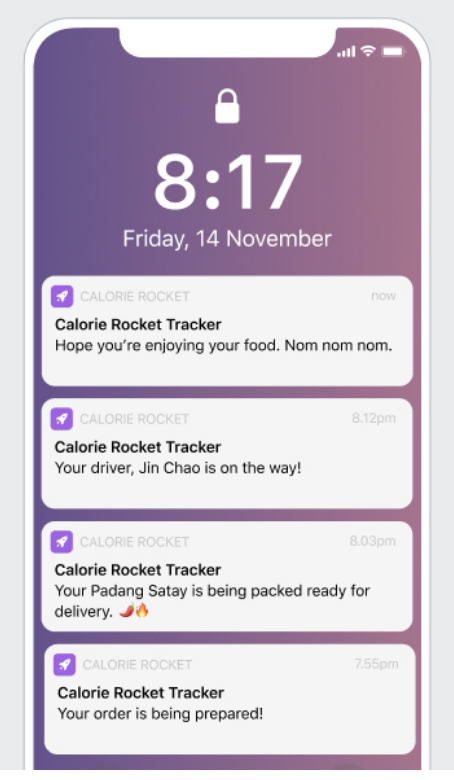 8:17
Friday, 14 November
CALORIE ROCKET now
Calorie Rocket Tracker
Hope you’re enjoying your food. Nom nom nom.
CALORIE ROCKET 8.12pm
Calorie Rocket Tracker
Your driver, Jin Chao is on the way!
CALORIE ROCKET 8.03pm
Calorie Rocket Tracker
Your Padang Satay is being packed ready for
delivery. 🌶️🔥
CALORIE ROCKET 7.55pm
Calorie Rocket Tracker
Your order is being prepared!